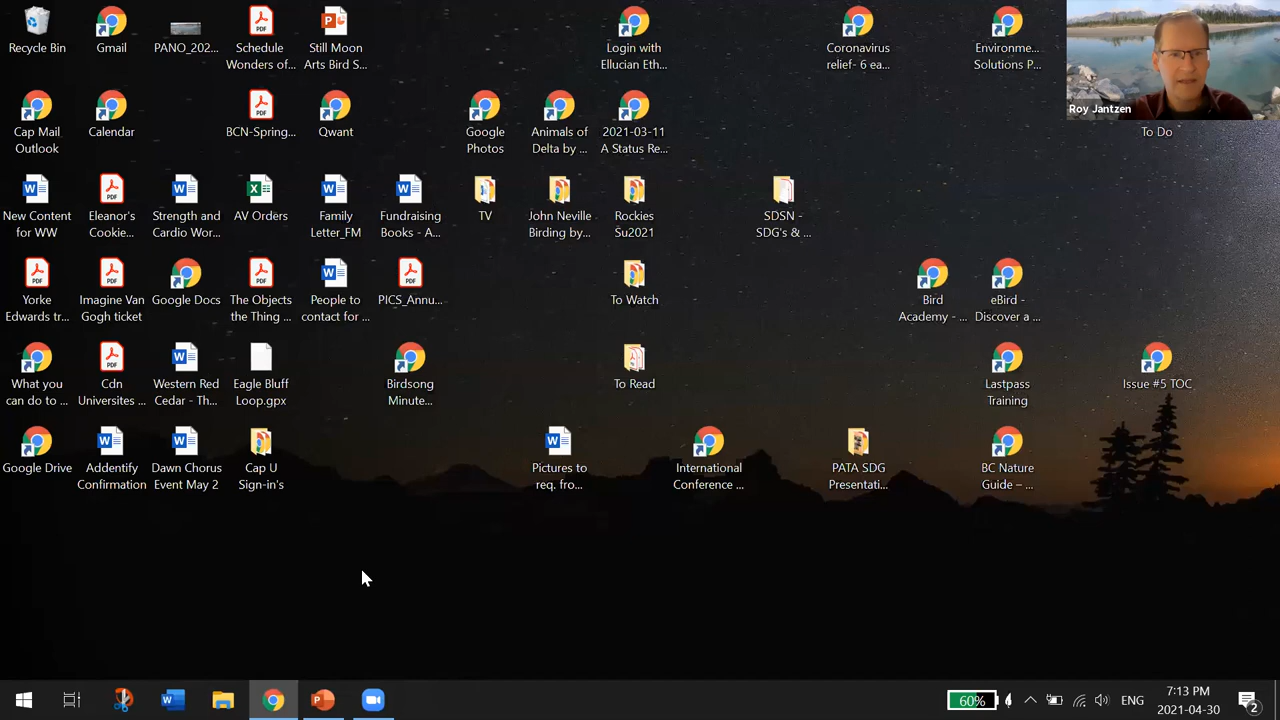 Recycle Bin
Gmail
PANO_202...
Schedule
Wonders of...
Still Moon
Arts Bird S...
Login with
Ellucian Eth...
Coronavirus
relief- 6 ea...
Environme...
Solutions P...
Roy Jantzen
Cap Mail
Outlook
Calendar
BCN-Spring...
Qwant
Google
Photos
Animals of
Delta by ...
2021-03-11
A Status Re...
To Do
New Content
for WW
Eleanor's
Cookie...
Strength and
Cardio Wor...
AV Orders
Family
Letter_FM
Fundraising
Books - A...
TV
John Neville
Birding by...
Rockies
Su2021
SDSN -
SDG's & ...
Yorke
Edwards tr...
Imagine Van
Gogh ticket
Google Docs
The Objects
the Thing ...
People to
contact for ...
PICS_Annu...
To Watch
Bird
Academy - ...
eBird -
Discover a ...
What you
can do to ...
Cdn
Universites ...
Western Red
Cedar - Th...
Eagle Bluff
Loop.gpx
Birdsong
Minute...
To Read
Lastpass
Training
Issue #5 TOC
Google Drive
Addentify
Confirmation
Dawn Chorus
Event May 2
Cap U
Sign-in's
Pictures to
req. fro...
International
Conference ...
PATA SDG
Presentati...
BC Nature
Guide – ...
60%
ENG
7:13 PM
2021-04-30
2